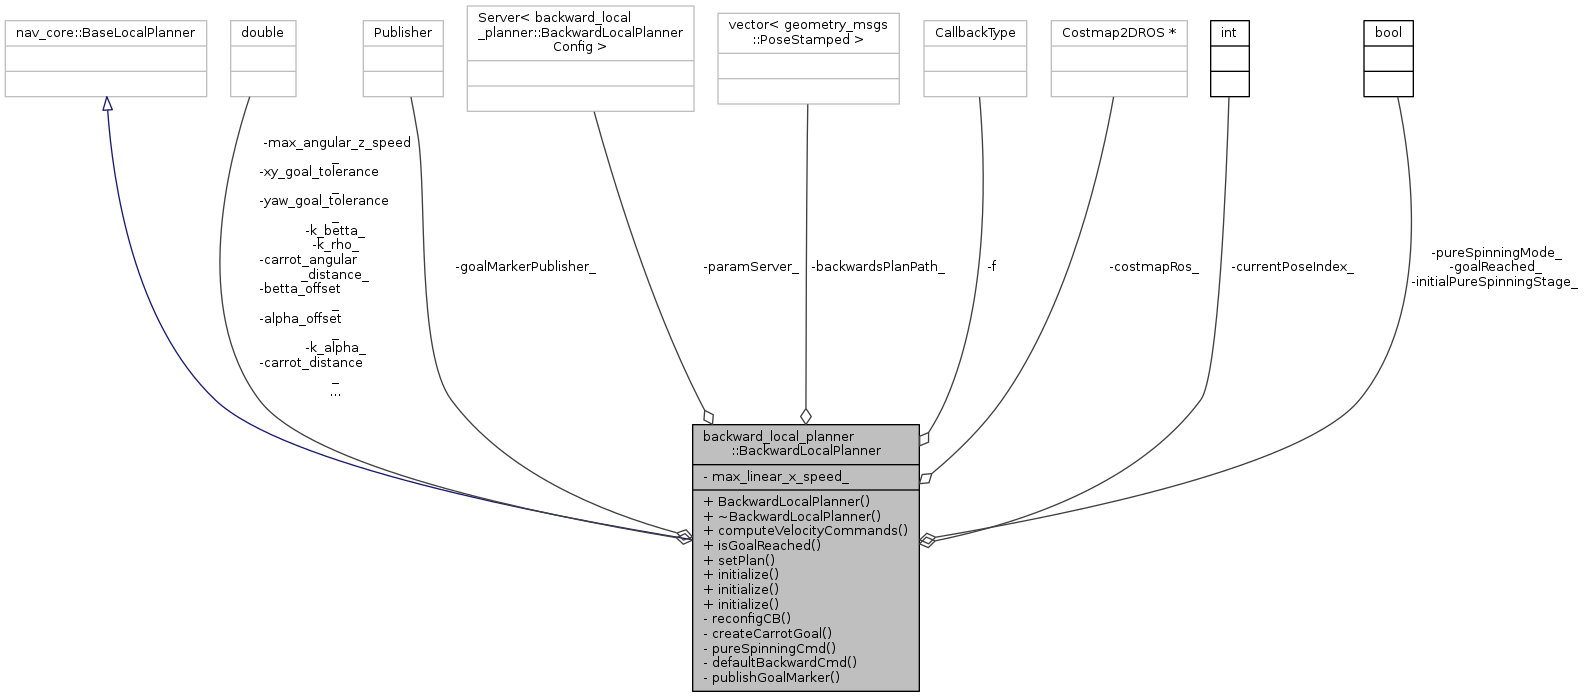 nav_core::BaseLocalPlanner
double
Publisher
Server< backward_local
_planner::BackwardLocalPlanner
Config >
vector< geometry_msgs
::PoseStamped >
CallbackType
Costmap2DROS *
int
bool
-max_angular_z_speed
_
-xy_goal_tolerance
_
-yaw_goal_tolerance
_
-k_betta_
-k_rho_
-carrot_angular
_distance_
-betta_offset
_
-alpha_offset
_
-k_alpha_
-carrot_distance
_
...
-goalMarkerPublisher_
-paramServer_
-backwardsPlanPath_
-f
-costmapRos_
-currentPoseIndex_
-pureSpinningMode_
-goalReached_
-initialPureSpinningStage_
backward_local_planner
::BackwardLocalPlanner
- max_linear_x_speed_
+ BackwardLocalPlanner()
+ ~BackwardLocalPlanner()
+ computeVelocityCommands()
+ isGoalReached()
+ setPlan()
+ initialize()
+ initialize()
+ initialize()
- reconfigCB()
- createCarrotGoal()
- pureSpinningCmd()
- defaultBackwardCmd()
- publishGoalMarker()